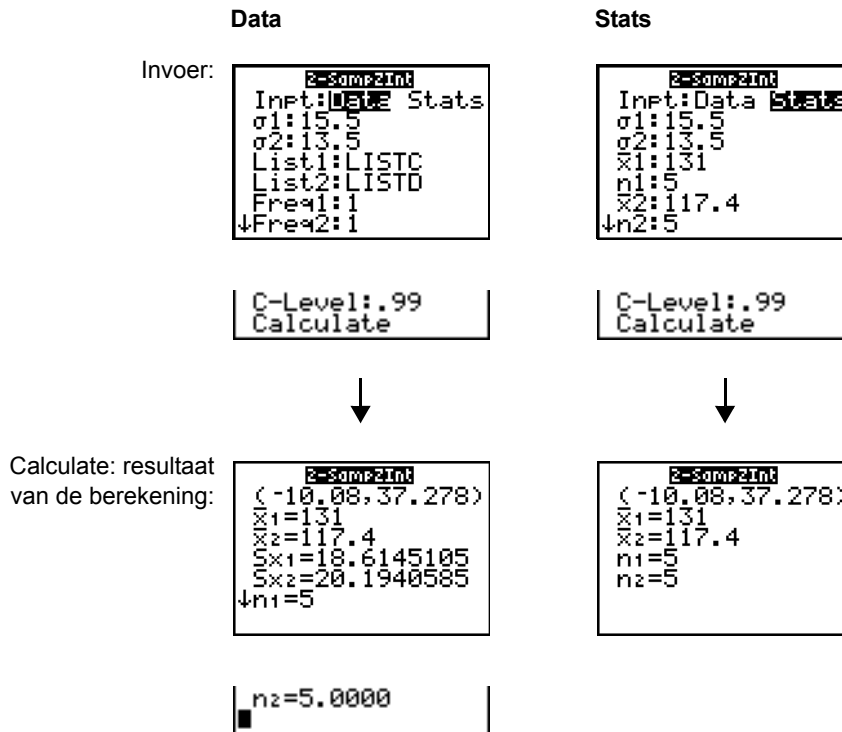 Data Stats
Invoer:
2-SampZInt
Inpt:Data Stats
σ1:15.5
σ2:13.5
List1:LISTC
List2:LISTD
Freq1:1
↓Freq2:1
2-SampZInt
Inpt:Data Stats
σ1:15.5
σ2:13.5
x̄1:131
n1:5
x̄2:117.4
↓n2:5
C-Level:.99
Calculate
C-Level:.99
Calculate
Calculate: resultaat
van de berekening:
2-SampZInt
(-10.08,37.278)
x̄1=131
x̄2=117.4
Sx1=18.6145105
Sx2=20.1940585
↓n1=5
2-SampZInt
(-10.08,37.278)
x̄1=131
x̄2=117.4
n1=5
n2=5
n2=5.0000